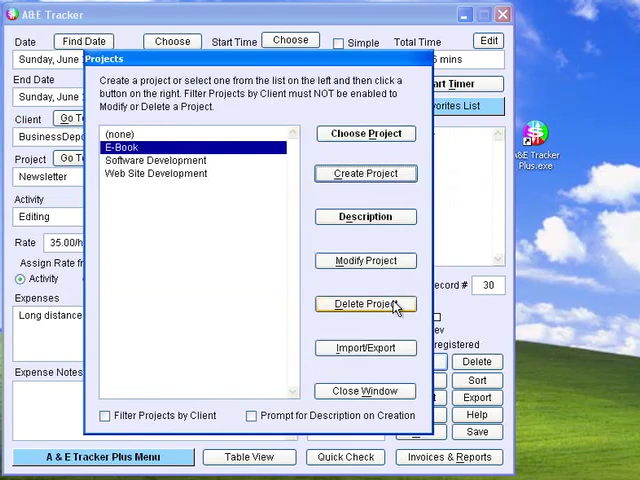 A&E Tracker
Date
Find Date
Choose
Start Time
Choose
Simple
Total Time
Edit
Sunday, June
mins
End Date
Sunday, June
art Timer
Client
Go To
vorites List
BusinessDepo
Project
Go To
Newsletter
Activity
Editing
Rate
35.00/h
Assign Rate
Activity
Expenses
Long distance
Expense Notes
Projects
Create a project or select one from the list on the left and then click a
button on the right. Filter Projects by Client must NOT be enabled to
Modify or Delete a Project.
(none)
E-Book
Software Development
Web Site Development
Choose Project
Create Project
Description
Modify Project
Delete Project
Import/Export
Close Window
Filter Projects by Client
Prompt for Description on Creation
ecord #
30
ev
registered
Delete
Sort
Export
Help
Save
A & E Tracker Plus Menu
Table View
Quick Check
Invoices & Reports
A&E Tracker
Plus.exe